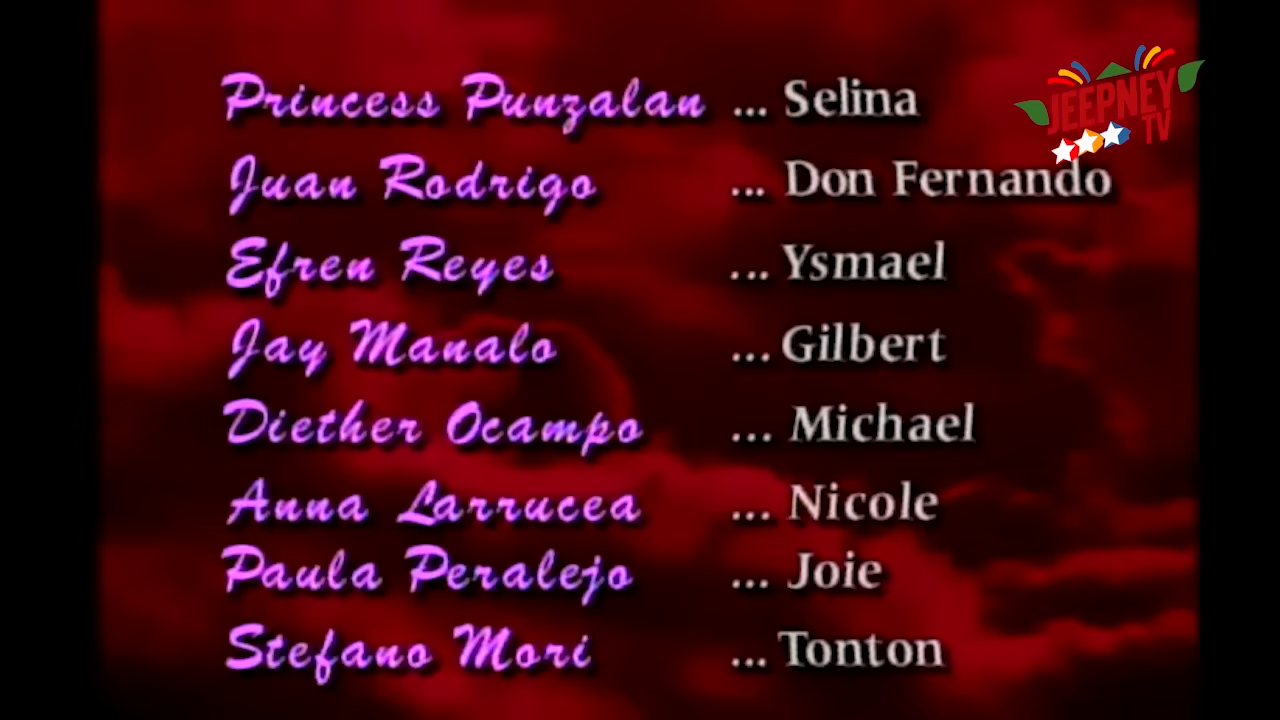 Princess Punzalan ... Selina
Juan Rodrigo ... Don Fernando
Efren Reyes ... Ysmael
Jay Manalo ... Gilbert
Diether Ocampo ... Michael
Anna Larrucea ... Nicole
Paula Peralejo ... Joie
Stefano Mori ... Tonton
JEEPNEY
TV